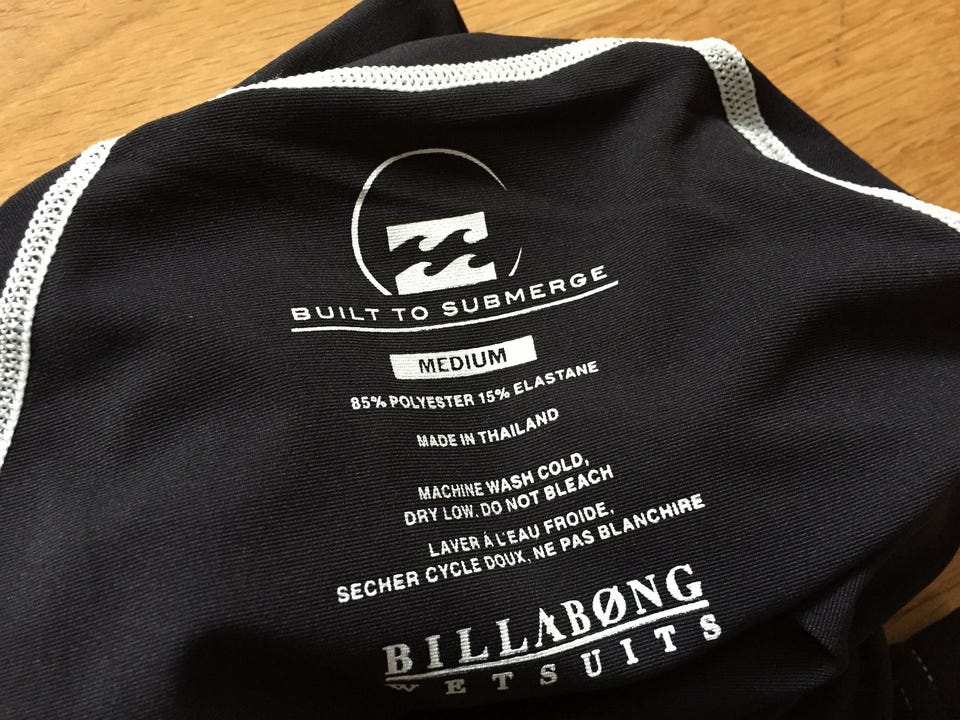 BUILT TO SUBMERGE
MEDIUM
85% POLYESTER 15% ELASTANE
MADE IN THAILAND
MACHINE WASH COLD,
DRY LOW, DO NOT BLEACH
LAVER À L'EAU FROIDE,
SECHER CYCLE DOUX, NE PAS BLANCHIRE
BILLABØNG
WETSUITS